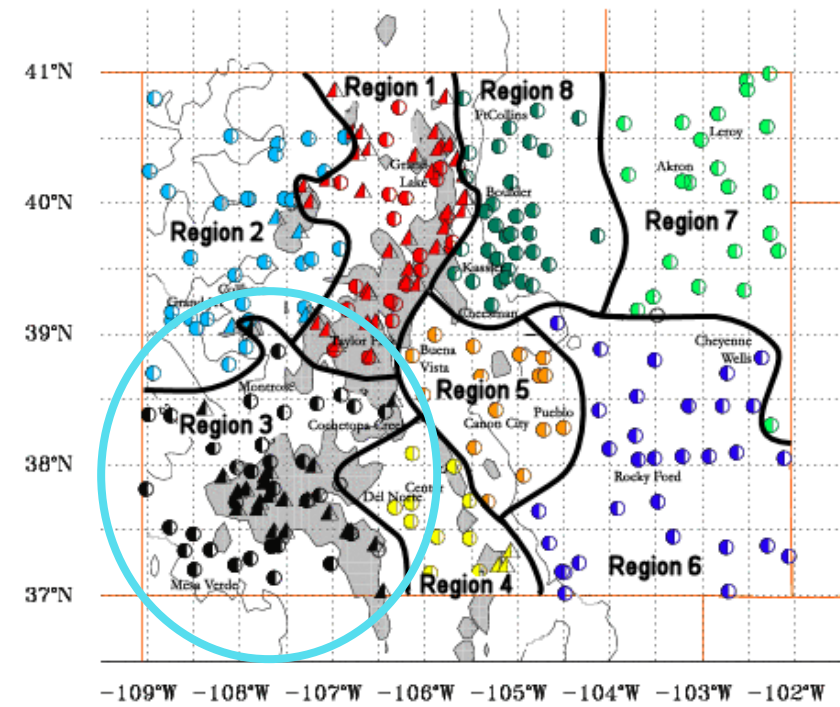 41°N
Region 1
Region 8
FtCollins
Leroy
Grand
Lake
Akron
Boulder
40°N
Region 2
Region 7
Kassler
Cheesman
39°N
Buena
Vista
Cheyenne
Wells
Montrose
Region 5
Region 3
Pueblo
Cochetopa Creek
Canon City
38°N
Rocky Ford
Center
Del Norte
Region 6
Mesa Verde
Region 4
37°N
-109°W -108°W -107°W -106°W -105°W -104°W -103°W -102°W